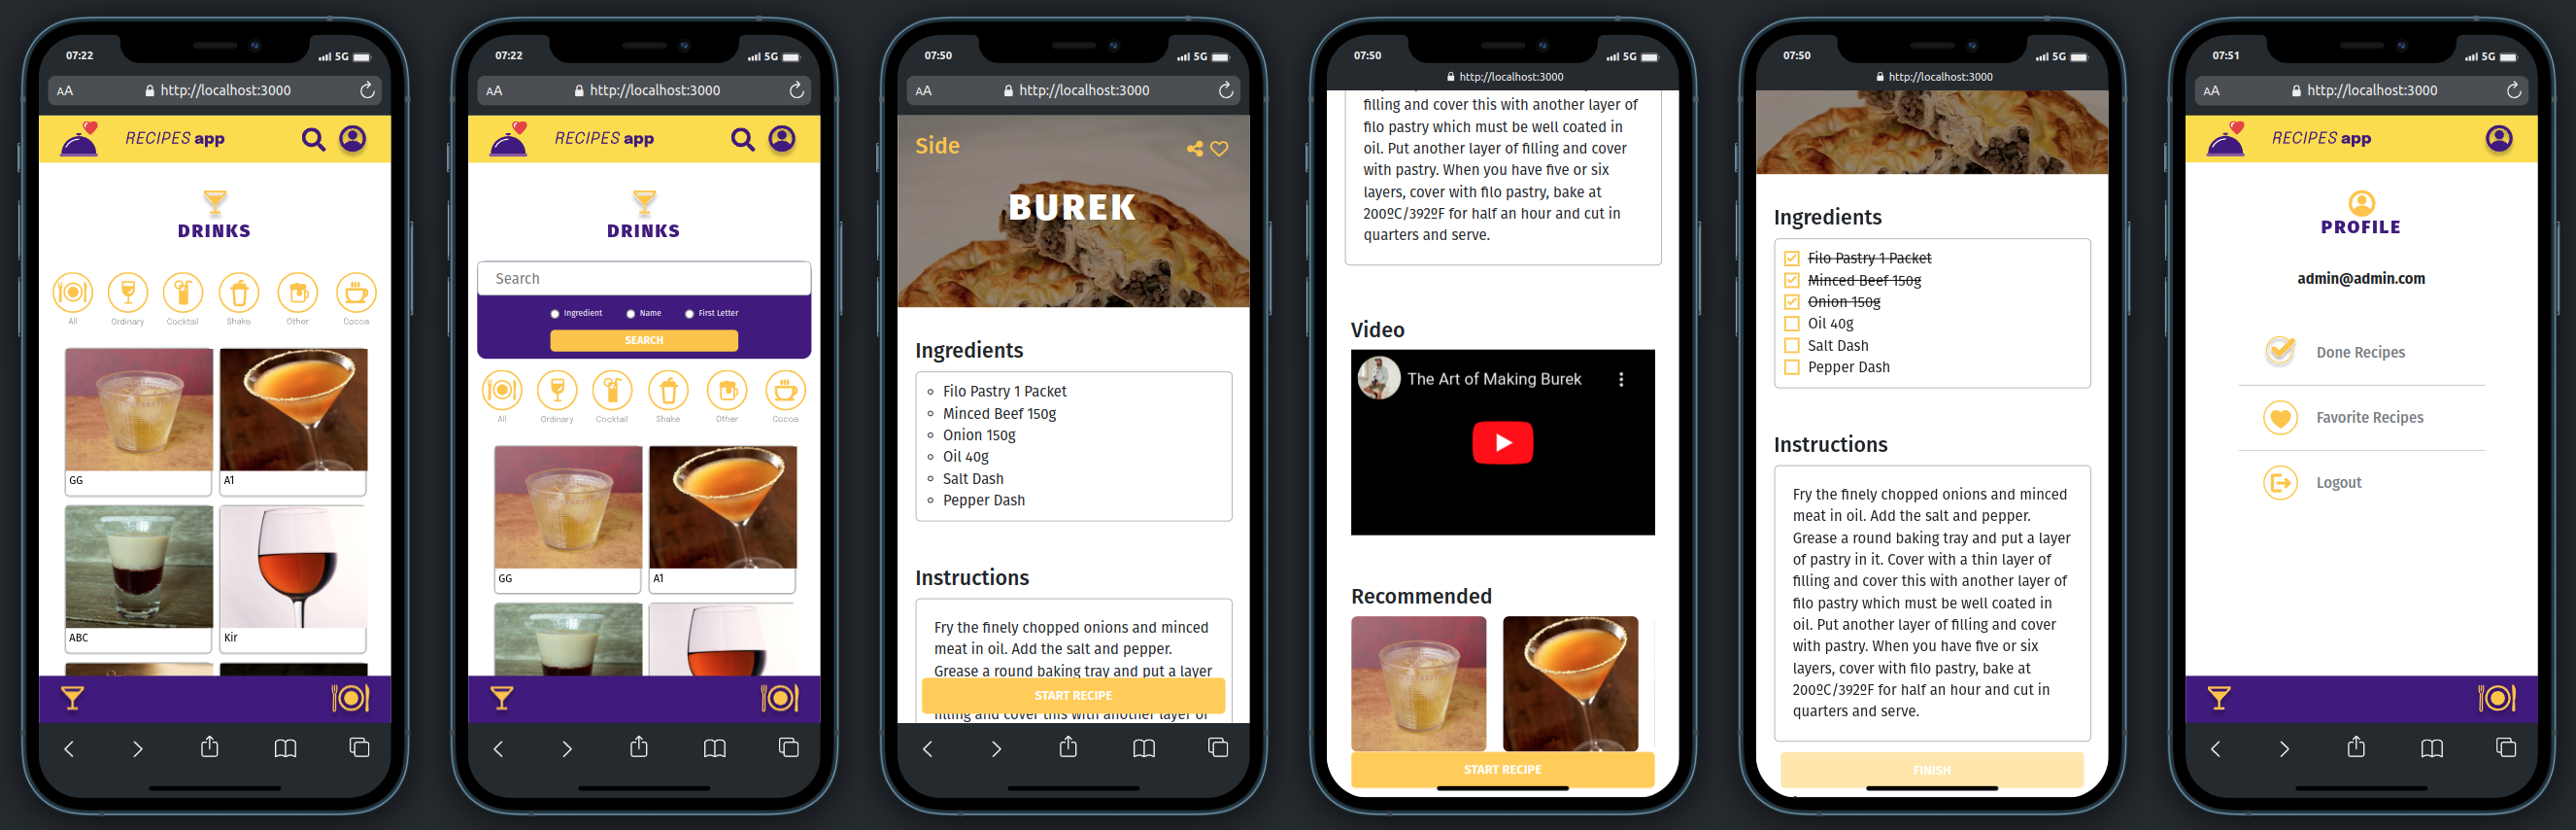 07:22
5G
AA http://localhost:3000
RECIPES app
DRINKS
All Ordinary Cocktail Shake Other Cocoa
GG A1
ABC Kir
07:22
5G
AA http://localhost:3000
RECIPES app
DRINKS
Search
Ingredient Name First Letter
SEARCH
All Ordinary Cocktail Shake Other Cocoa
GG A1
07:50
5G
AA http://localhost:3000
Side
BUREK
Ingredients
Filo Pastry 1 Packet
Minced Beef 150g
Onion 150g
Oil 40g
Salt Dash
Pepper Dash
Instructions
Fry the finely chopped onions and minced
meat in oil. Add the salt and pepper.
Grease a round baking tray and put a layer
START RECIPE
filling and cover this with another layer of
07:50
5G
http://localhost:3000
filling and cover this with another layer of
filo pastry which must be well coated in
oil. Put another layer of filling and cover
with pastry. When you have five or six
layers, cover with filo pastry, bake at
200ºC/392ºF for half an hour and cut in
quarters and serve.
Video
The Art of Making Burek
Recommended
START RECIPE
07:50
5G
http://localhost:3000
Ingredients
Filo Pastry 1 Packet
Minced Beef 150g
Onion 150g
Oil 40g
Salt Dash
Pepper Dash
Instructions
Fry the finely chopped onions and minced
meat in oil. Add the salt and pepper.
Grease a round baking tray and put a layer
of pastry in it. Cover with a thin layer of
filling and cover this with another layer of
filo pastry which must be well coated in
oil. Put another layer of filling and cover
with pastry. When you have five or six
layers, cover with filo pastry, bake at
200ºC/392ºF for half an hour and cut in
quarters and serve.
FINISH
07:51
5G
AA http://localhost:3000
RECIPES app
PROFILE
admin@admin.com
Done Recipes
Favorite Recipes
Logout